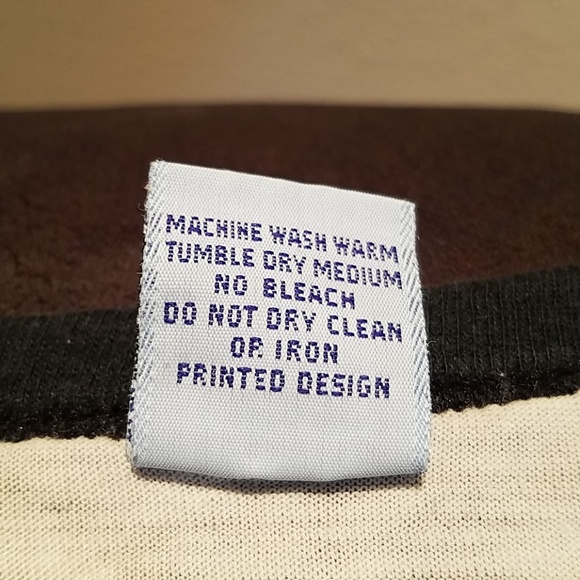 MACHINE WASH WARM
TUMBLE DRY MEDIUM
NO BLEACH
DO NOT DRY CLEAN
OR IRON
PRINTED DESIGN